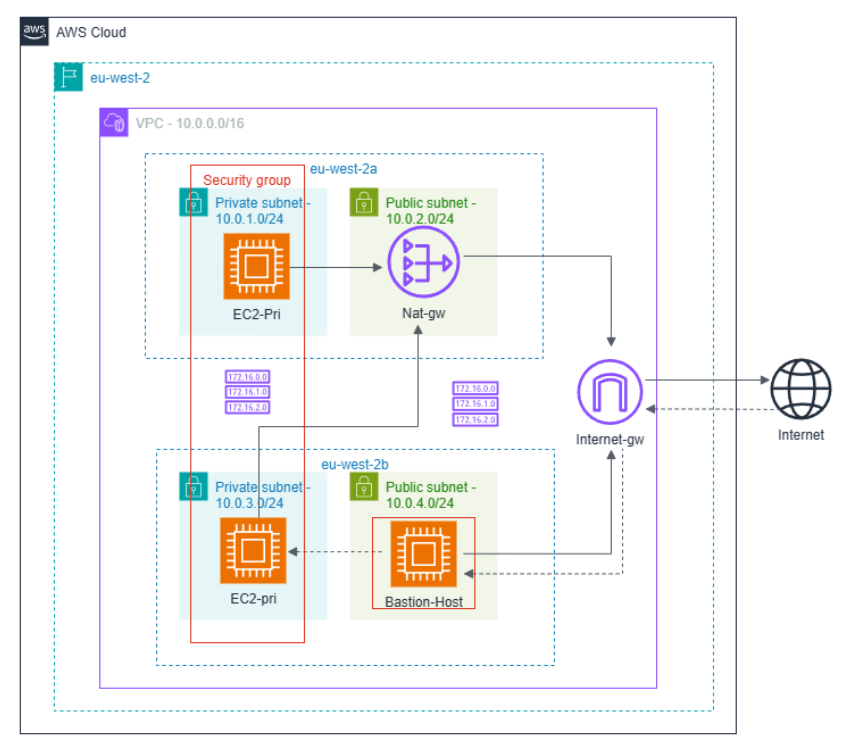 aws
AWS Cloud
eu-west-2
VPC - 10.0.0.0/16
eu-west-2a
Security group
Private subnet -
10.0.1.0/24
Public subnet -
10.0.2.0/24
EC2-Pri
Nat-gw
172.16.0.0
172.16.1.0
172.16.2.0
172.16.0.0
172.16.1.0
172.16.2.0
Internet-gw
Internet
eu-west-2b
Private subnet -
10.0.3.0/24
Public subnet -
10.0.4.0/24
EC2-pri
Bastion-Host